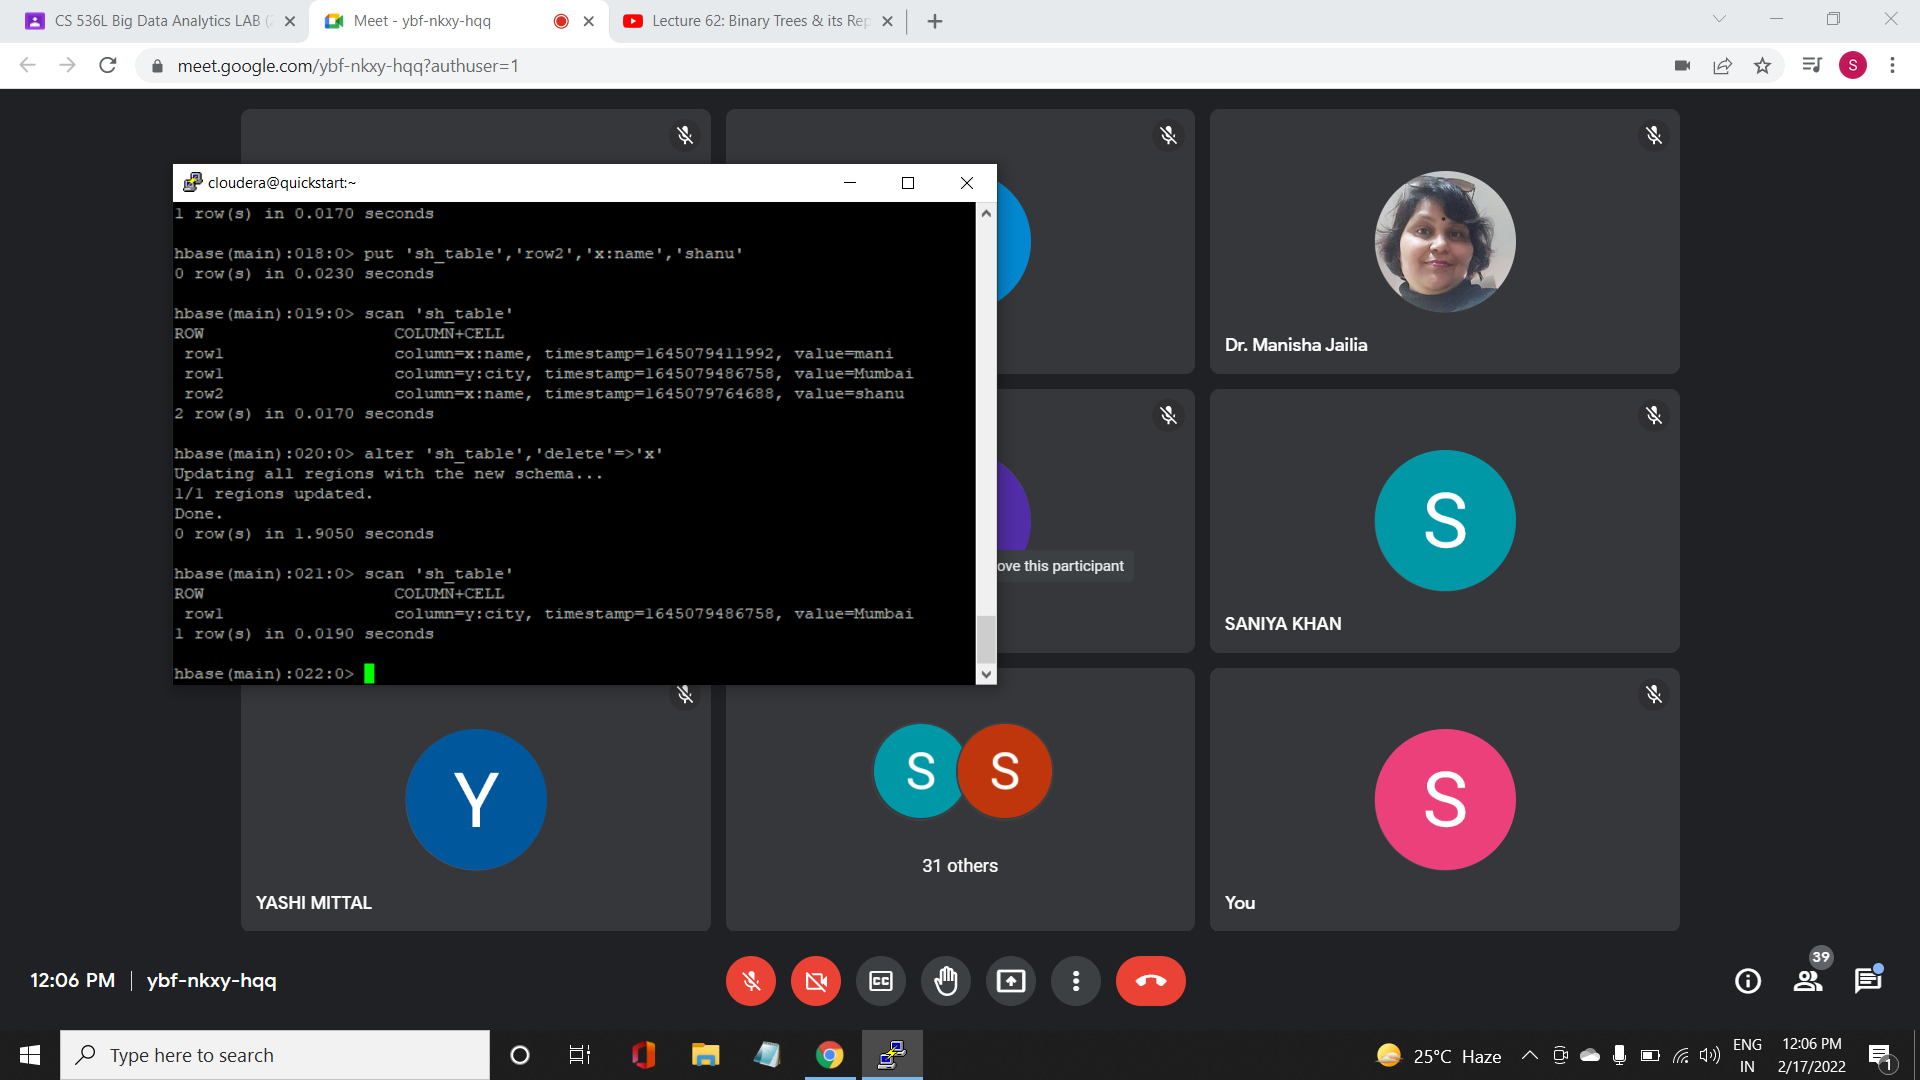 CS 536L Big Data Analytics LAB (2
Meet - ybf-nkxy-hqq
Lecture 62: Binary Trees & its Rep
meet.google.com/ybf-nkxy-hqq?authuser=1
S
cloudera@quickstart:~
1 row(s) in 0.0170 seconds
hbase(main):018:0> put 'sh_table','row2','x:name','shanu'
0 row(s) in 0.0230 seconds
hbase(main):019:0> scan 'sh_table'
ROW COLUMN+CELL
row1 column=x:name, timestamp=1645079411992, value=mani
row1 column=y:city, timestamp=1645079486758, value=Mumbai
row2 column=x:name, timestamp=1645079764688, value=shanu
2 row(s) in 0.0170 seconds
hbase(main):020:0> alter 'sh_table','delete'=>'x'
Updating all regions with the new schema...
1/1 regions updated.
Done.
0 row(s) in 1.9050 seconds
hbase(main):021:0> scan 'sh_table'
ROW COLUMN+CELL
row1 column=y:city, timestamp=1645079486758, value=Mumbai
1 row(s) in 0.0190 seconds
hbase(main):022:0>
Dr. Manisha Jailia
ove this participant
S
SANIYA KHAN
Y
YASHI MITTAL
S S
31 others
S
You
12:06 PM | ybf-nkxy-hqq
CC
39
Type here to search
25°C Haze
ENG
IN
12:06 PM
2/17/2022
1